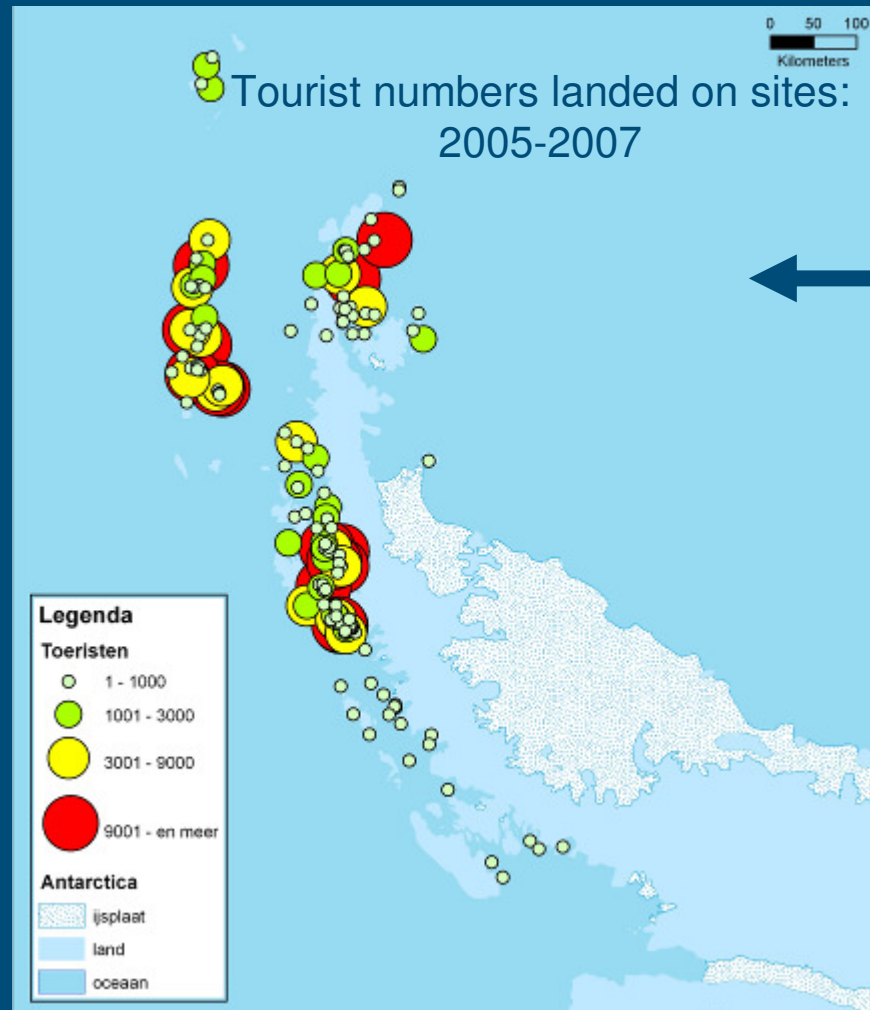 0 50 100
Kilometers
Tourist numbers landed on sites:
2005-2007
Legenda
Toeristen
1 - 1000
1001 - 3000
3001 - 9000
9001 - en meer
Antarctica
ijsplaat
land
oceaan